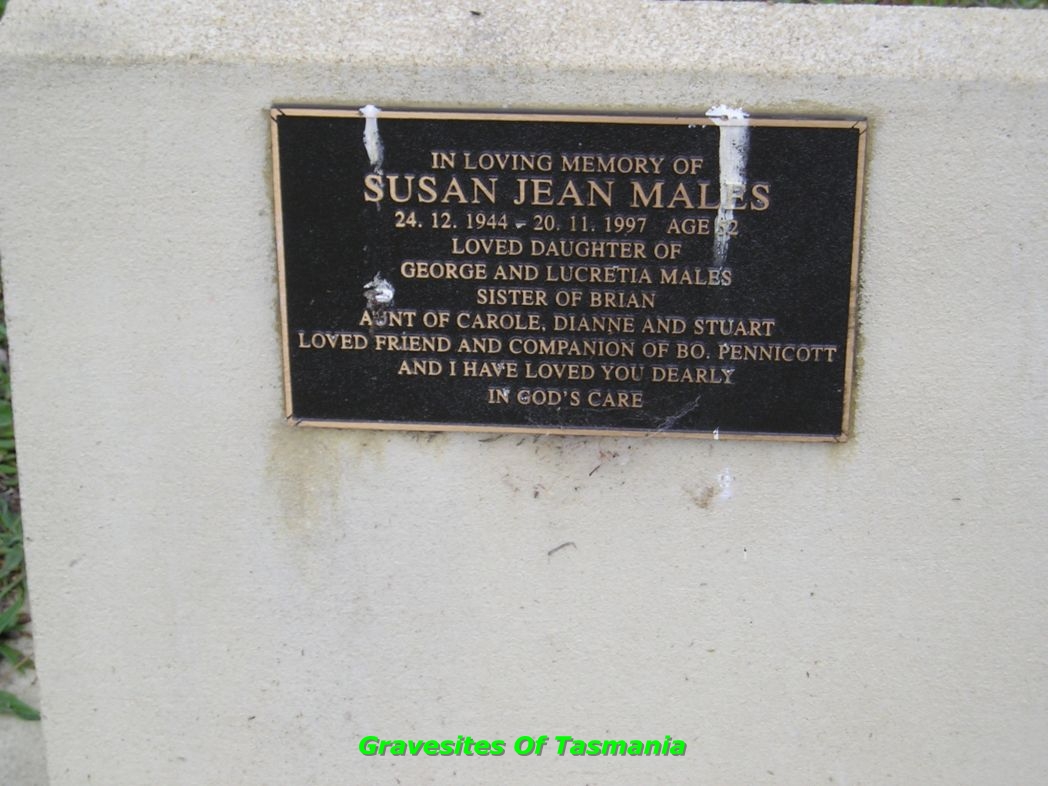 IN LOVING MEMORY OF
SUSAN JEAN MALES
24. 12. 1944 - 20. 11. 1997 AGE 52
LOVED DAUGHTER OF
GEORGE AND LUCRETIA MALES
SISTER OF BRIAN
AUNT OF CAROLE, DIANNE AND STUART
LOVED FRIEND AND COMPANION OF BO. PENNICOTT
AND I HAVE LOVED YOU DEARLY
IN GOD'S CARE
Gravesites Of Tasmania